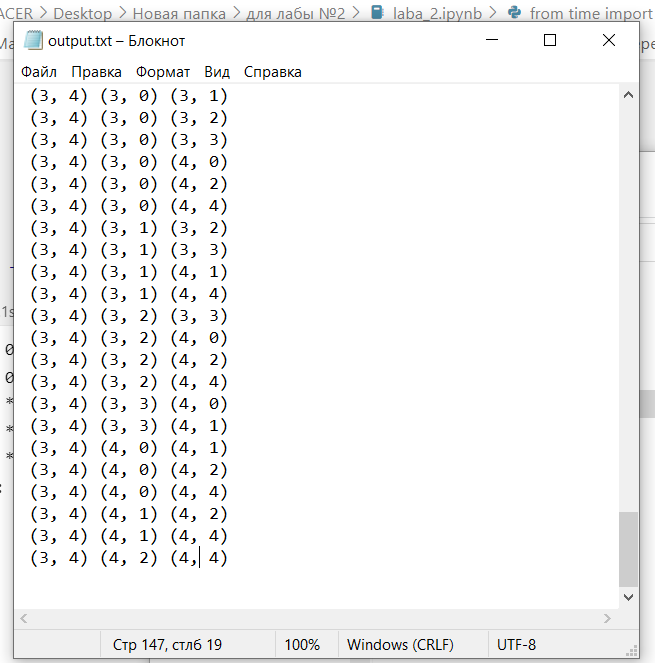 ACER > Desktop > Новая папка > для лабы №2 > laba_2.ipynb > from time import
output.txt – Блокнот
Файл Правка Формат Вид Справка
(3, 4) (3, 0) (3, 1)
(3, 4) (3, 0) (3, 2)
(3, 4) (3, 0) (3, 3)
(3, 4) (3, 0) (4, 0)
(3, 4) (3, 0) (4, 2)
(3, 4) (3, 0) (4, 4)
(3, 4) (3, 1) (3, 2)
(3, 4) (3, 1) (3, 3)
(3, 4) (3, 1) (4, 1)
(3, 4) (3, 1) (4, 4)
(3, 4) (3, 2) (3, 3)
(3, 4) (3, 2) (4, 0)
(3, 4) (3, 2) (4, 2)
(3, 4) (3, 2) (4, 4)
(3, 4) (3, 3) (4, 0)
(3, 4) (3, 3) (4, 1)
(3, 4) (4, 0) (4, 1)
(3, 4) (4, 0) (4, 2)
(3, 4) (4, 0) (4, 4)
(3, 4) (4, 1) (4, 2)
(3, 4) (4, 1) (4, 4)
(3, 4) (4, 2) (4, 4)
Стр 147, стлб 19 100% Windows (CRLF) UTF-8